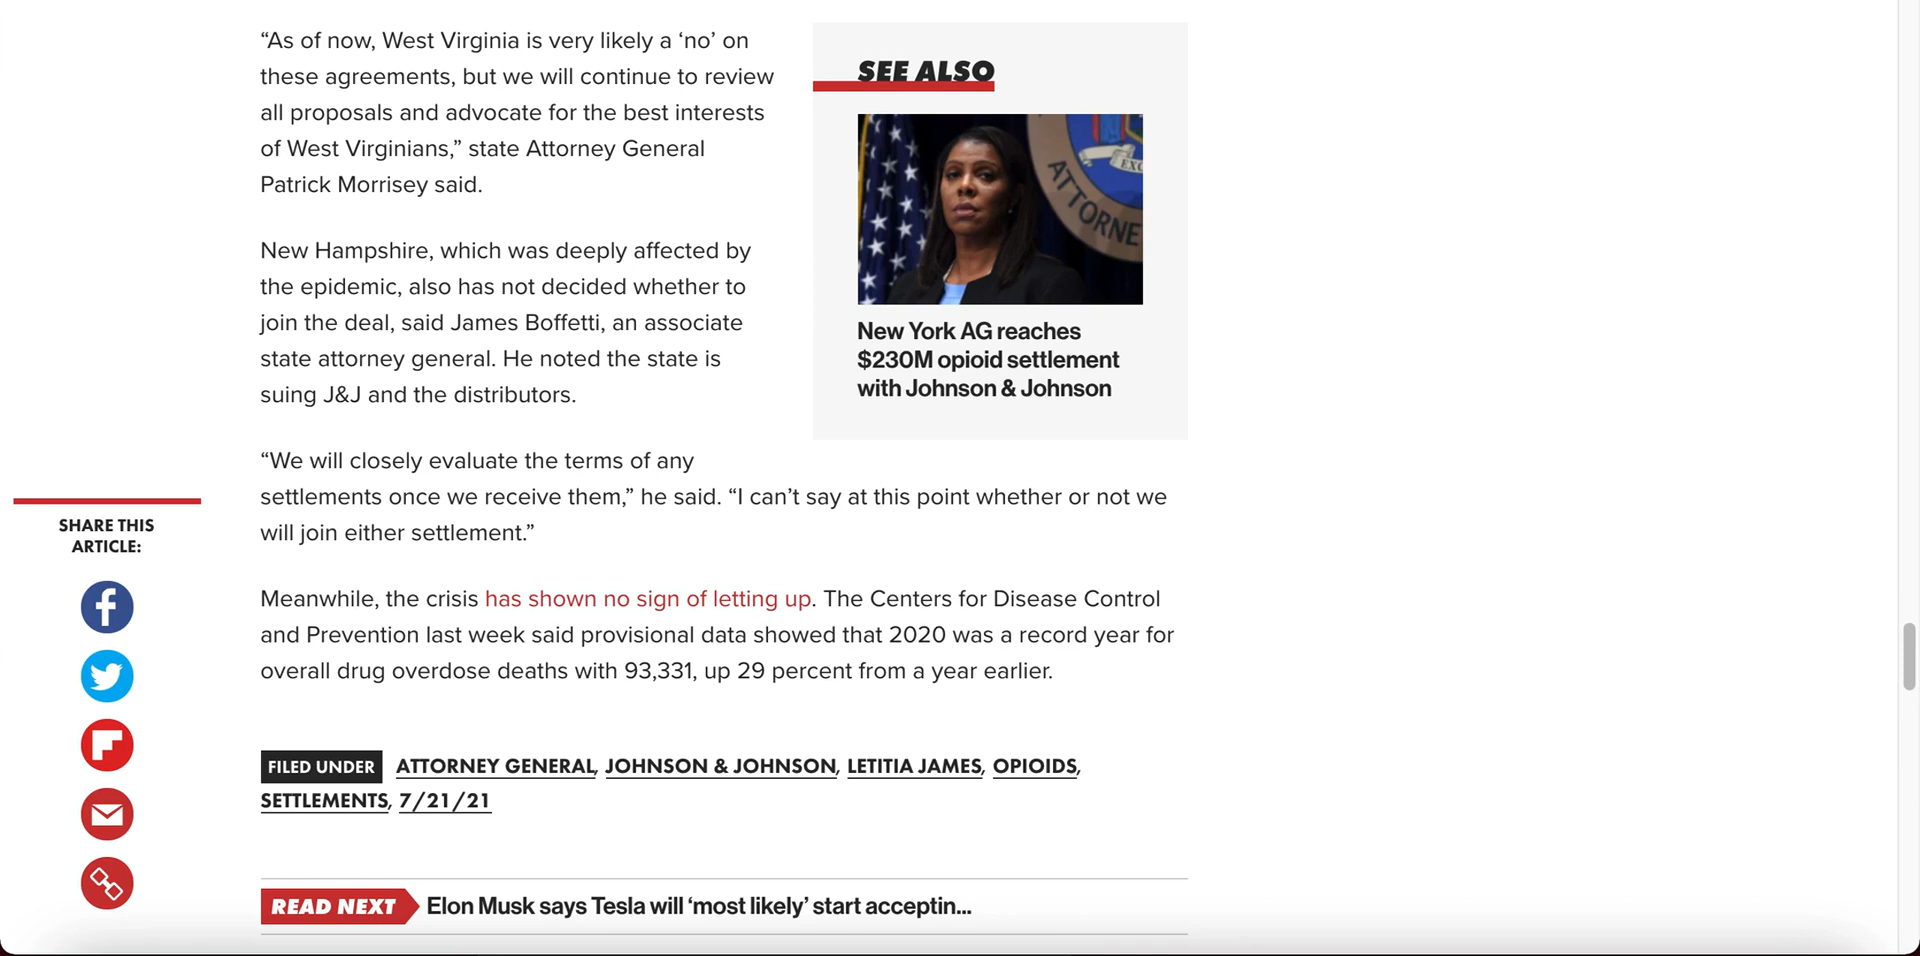 “As of now, West Virginia is very likely a ‘no’ on
these agreements, but we will continue to review
all proposals and advocate for the best interests
of West Virginians,” state Attorney General
Patrick Morrisey said.
New Hampshire, which was deeply affected by
the epidemic, also has not decided whether to
join the deal, said James Boffetti, an associate
state attorney general. He noted the state is
suing J&J and the distributors.
SEE ALSO
ATTORNE
New York AG reaches
$230M opioid settlement
with Johnson & Johnson
“We will closely evaluate the terms of any
settlements once we receive them,” he said. “I can’t say at this point whether or not we
will join either settlement.”
Meanwhile, the crisis has shown no sign of letting up. The Centers for Disease Control
and Prevention last week said provisional data showed that 2020 was a record year for
overall drug overdose deaths with 93,331, up 29 percent from a year earlier.
SHARE THIS
ARTICLE:
FILED UNDER ATTORNEY GENERAL, JOHNSON & JOHNSON, LETITIA JAMES, OPIOIDS,
SETTLEMENTS, 7/21/21
READ NEXT Elon Musk says Tesla will ‘most likely’ start acceptin...